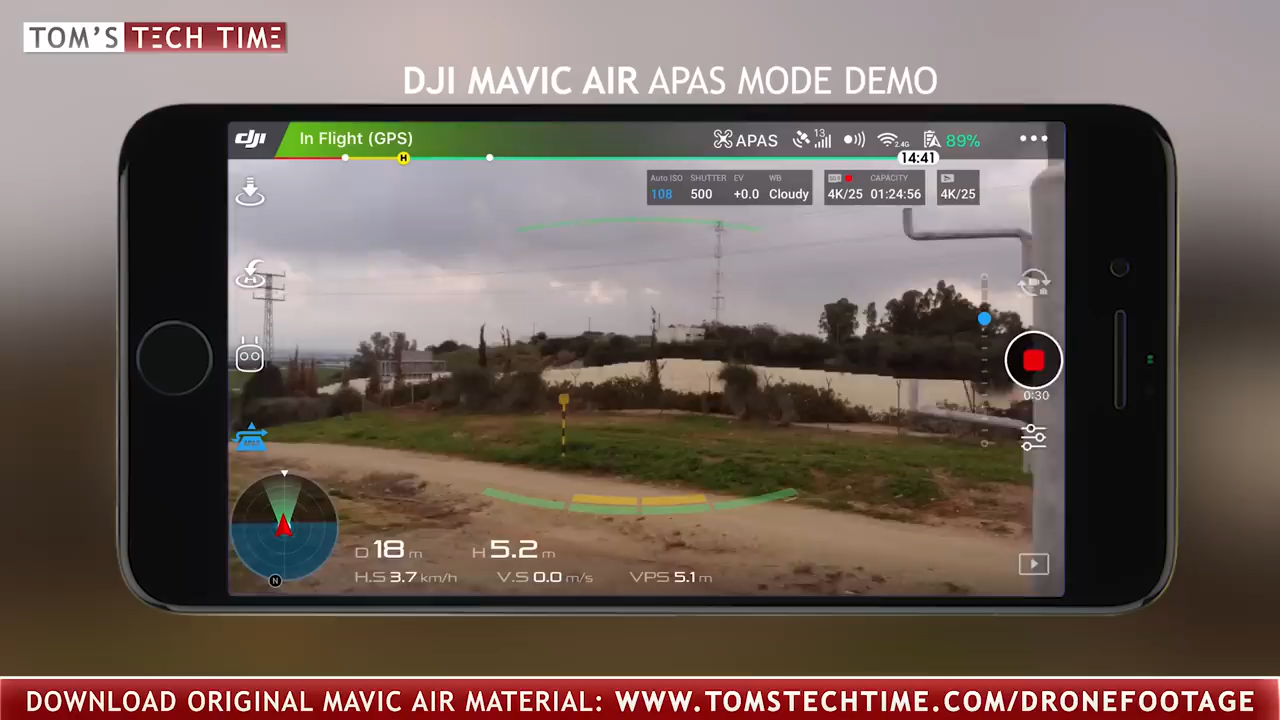 TOM'S TECH TIME
DJI MAVIC AIR APAS MODE DEMO
dji In Flight (GPS) APAS 13 2.4G 89%
H 14:41
Auto ISO SHUTTER EV WB CAPACITY
108 500 +0.0 Cloudy 4K/25 01:24:56 4K/25
H
0:30
APAS
D 18 m H 5.2 m
H.S 3.7 km/h V.S 0.0 m/s VPS 5.1 m
N
DOWNLOAD ORIGINAL MAVIC AIR MATERIAL: WWW.TOMSTECHTIME.COM/DRONEFOOTAGE